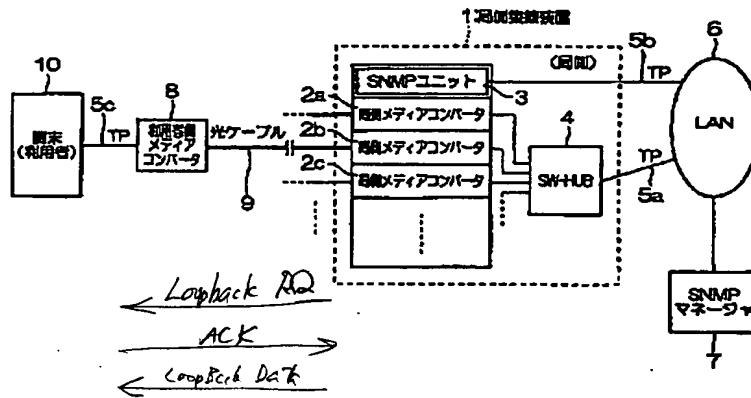 1 局側集線装置
(局側)
10
端末
(利用者)
5c
TP
8
利用者側
メディア
コンバータ
光ケーブル
9
SNMPユニット
3
2a
局側メディアコンバータ
2b
局側メディアコンバータ
2c
局側メディアコンバータ
4
SW-HUB
5b
TP
TP
5a
6
LAN
SNMP
マネージャ
7
Loopback RQ
ACK
LoopBack Data